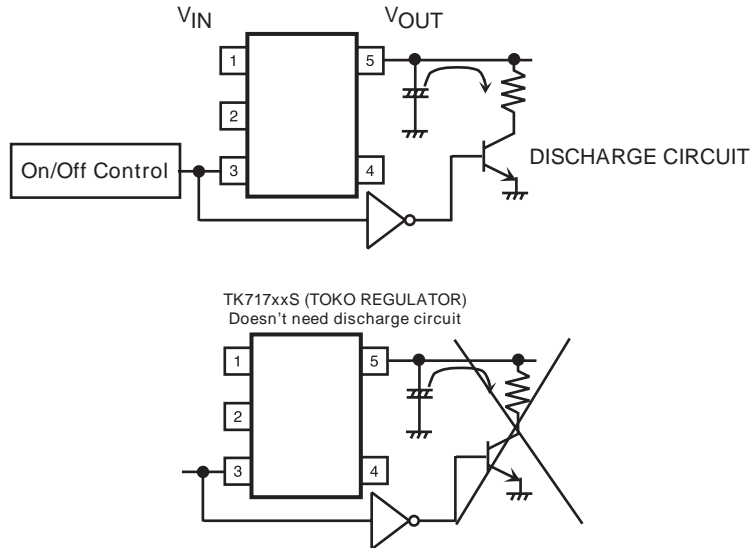 VIN
VOUT
1
5
2
On/Off Control
3
4
DISCHARGE CIRCUIT
TK717xxS (TOKO REGULATOR)
Doesn't need discharge circuit
1
5
2
3
4